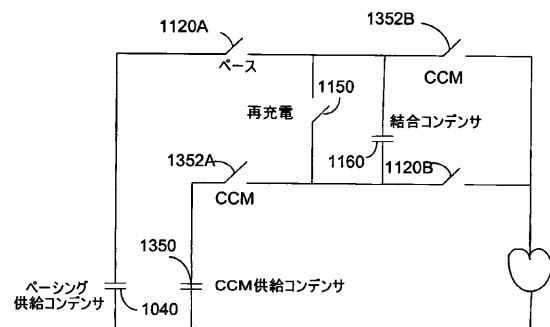 1120A
ペース
1352B
CCM
再充電
1150
結合コンデンサ
1160
1352A
CCM
1120B
1350
ペーシング
供給コンデンサ
1040
CCM供給コンデンサ